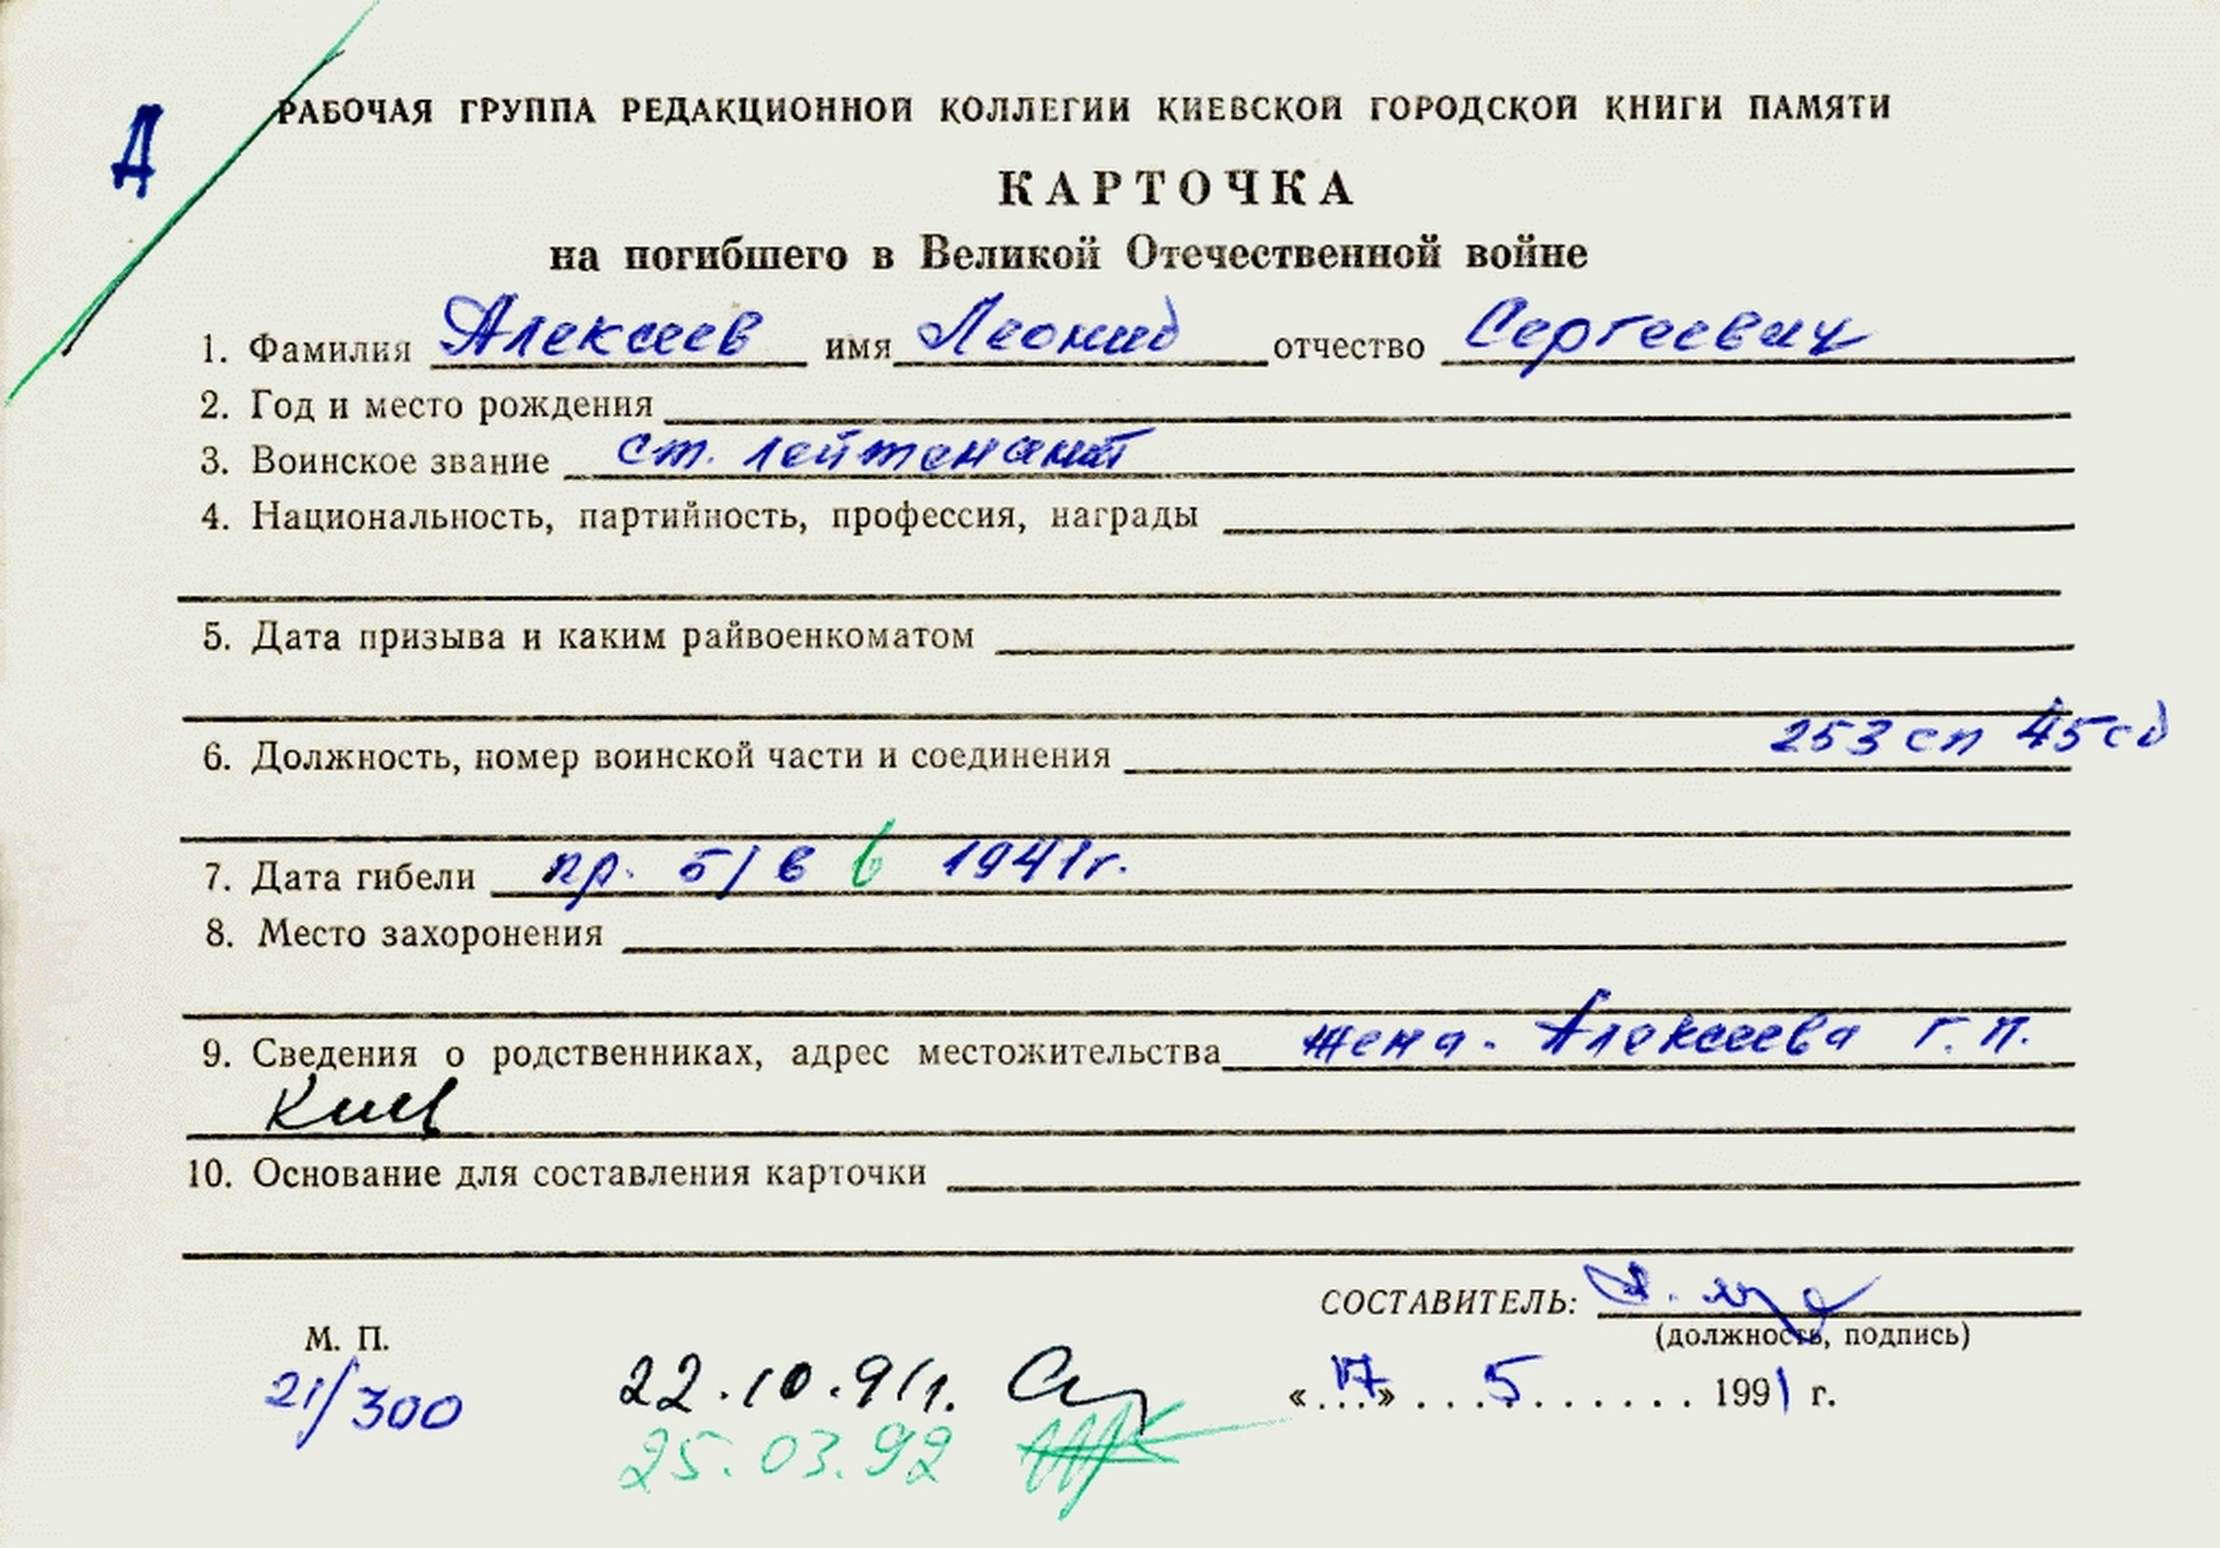 Д
РАБОЧАЯ ГРУППА РЕДАКЦИОННОЙ КОЛЛЕГИИ КИЕВСКОЙ ГОРОДСКОЙ КНИГИ ПАМЯТИ
КАРТОЧКА
на погибшего в Великой Отечественной войне
1. Фамилия Алексеев имя Леонид отчество Сергеевич
2. Год и место рождения
3. Воинское звание ст. лейтенант
4. Национальность, партийность, профессия, награды
5. Дата призыва и каким райвоенкоматом
6. Должность, номер воинской части и соединения 253 сп 45 сд
7. Дата гибели пр. б/в в 1941г.
8. Место захоронения
9. Сведения о родственниках, адрес местожительства жена - Алексеева Г. П.
Киев
10. Основание для составления карточки
СОСТАВИТЕЛЬ:
(должность, подпись)
М. П.
21/300
22.10.91г.
«17» 5 1991 г.
25.03.92